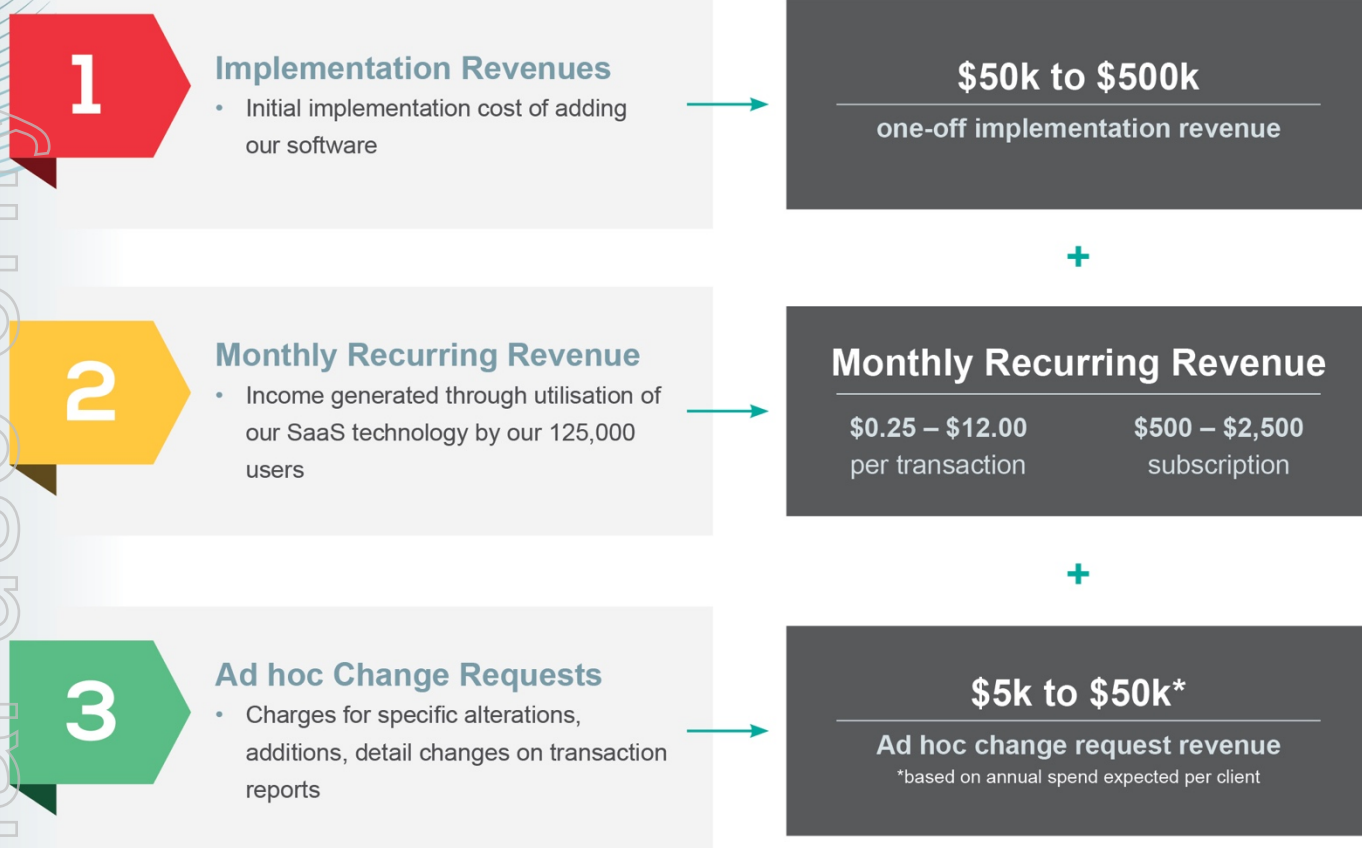 1
Implementation Revenues
• Initial implementation cost of adding
our software
$50k to $500k
one-off implementation revenue
+
2
Monthly Recurring Revenue
• Income generated through utilisation of
our SaaS technology by our 125,000
users
Monthly Recurring Revenue
$0.25 – $12.00
per transaction
$500 – $2,500
subscription
+
3
Ad hoc Change Requests
• Charges for specific alterations,
additions, detail changes on transaction
reports
$5k to $50k*
Ad hoc change request revenue
*based on annual spend expected per client